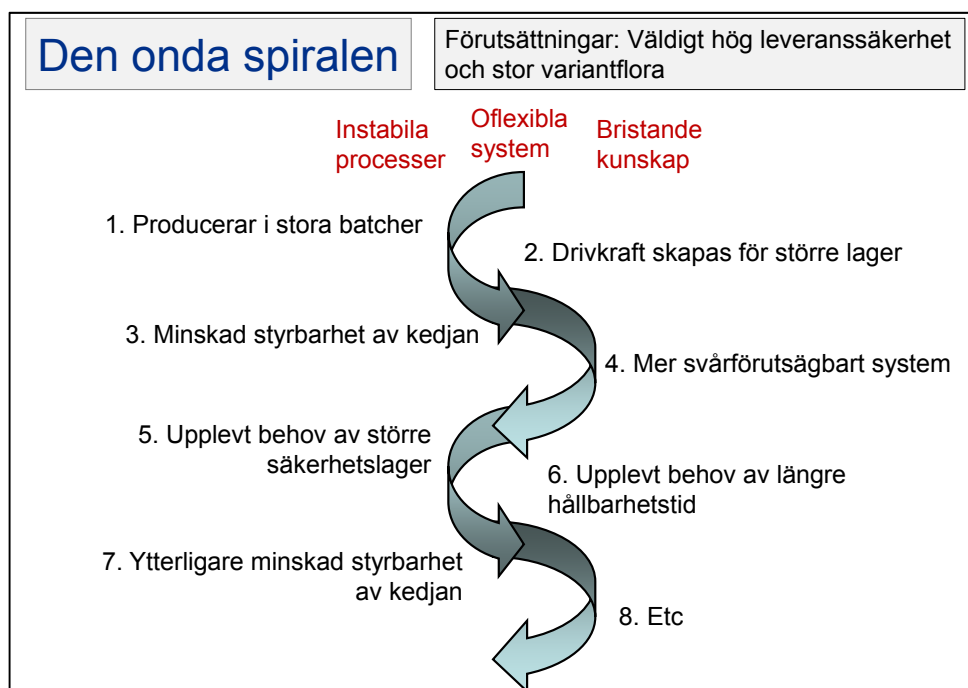 Den onda spiralen
Förutsättningar: Väldigt hög leveranssäkerhet
och stor variantflora
Instabila
processer
Oflexibla
system
Bristande
kunskap
1. Producerar i stora batcher
2. Drivkraft skapas för större lager
3. Minskad styrbarhet av kedjan
4. Mer svårförutsägbart system
5. Upplevt behov av större
säkerhetslager
6. Upplevt behov av längre
hållbarhetstid
7. Ytterligare minskad styrbarhet
av kedjan
8. Etc